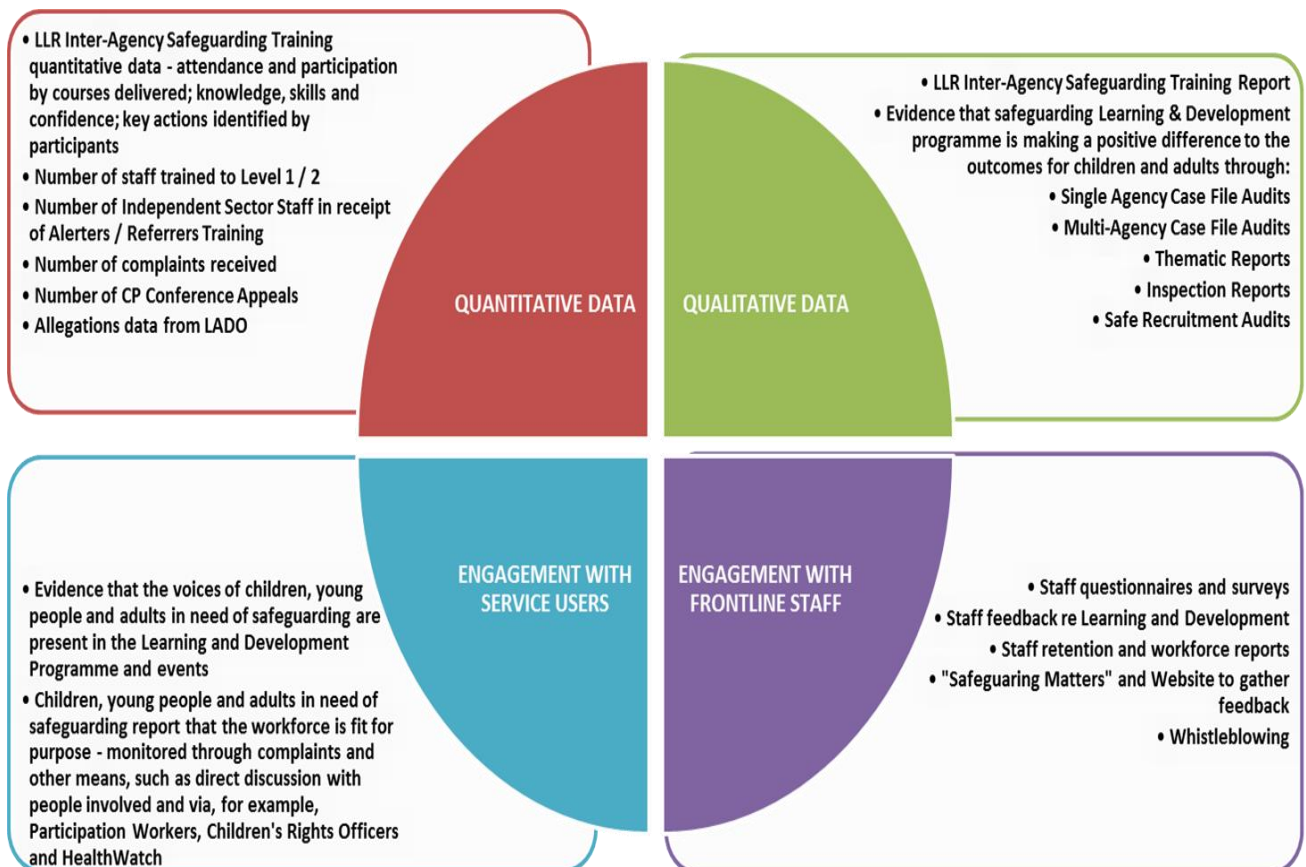 • LLR Inter-Agency Safeguarding Training
quantitative data - attendance and participation
by courses delivered; knowledge, skills and
confidence; key actions identified by
participants
• Number of staff trained to Level 1 / 2
• Number of Independent Sector Staff in receipt
of Alerters / Referrers Training
• Number of complaints received
• Number of CP Conference Appeals
• Allegations data from LADO
QUANTITATIVE DATA
QUALITATIVE DATA
• LLR Inter-Agency Safeguarding Training Report
• Evidence that safeguarding Learning & Development
programme is making a positive difference to the
outcomes for children and adults through:
• Single Agency Case File Audits
• Multi-Agency Case File Audits
• Thematic Reports
• Inspection Reports
• Safe Recruitment Audits
• Evidence that the voices of children, young
people and adults in need of safeguarding are
present in the Learning and Development
Programme and events
• Children, young people and adults in need of
safeguarding report that the workforce is fit for
purpose - monitored through complaints and
other means, such as direct discussion with
people involved and via, for example,
Participation Workers, Children's Rights Officers
and HealthWatch
ENGAGEMENT WITH
SERVICE USERS
ENGAGEMENT WITH
FRONTLINE STAFF
• Staff questionnaires and surveys
• Staff feedback re Learning and Development
• Staff retention and workforce reports
• "Safeguaring Matters" and Website to gather
feedback
• Whistleblowing